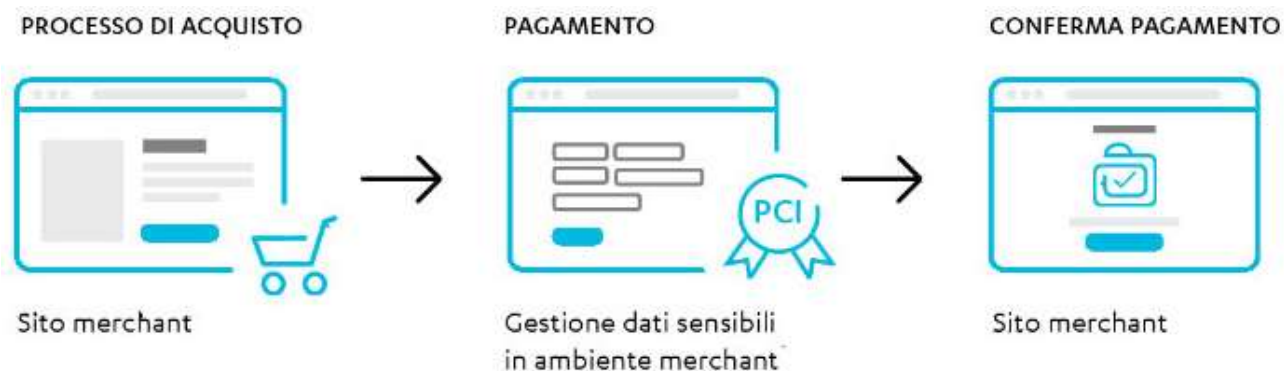 PROCESSO DI ACQUISTO
PAGAMENTO
CONFERMA PAGAMENTO
PCI
Sito merchant
Gestione dati sensibili
in ambiente merchant
Sito merchant